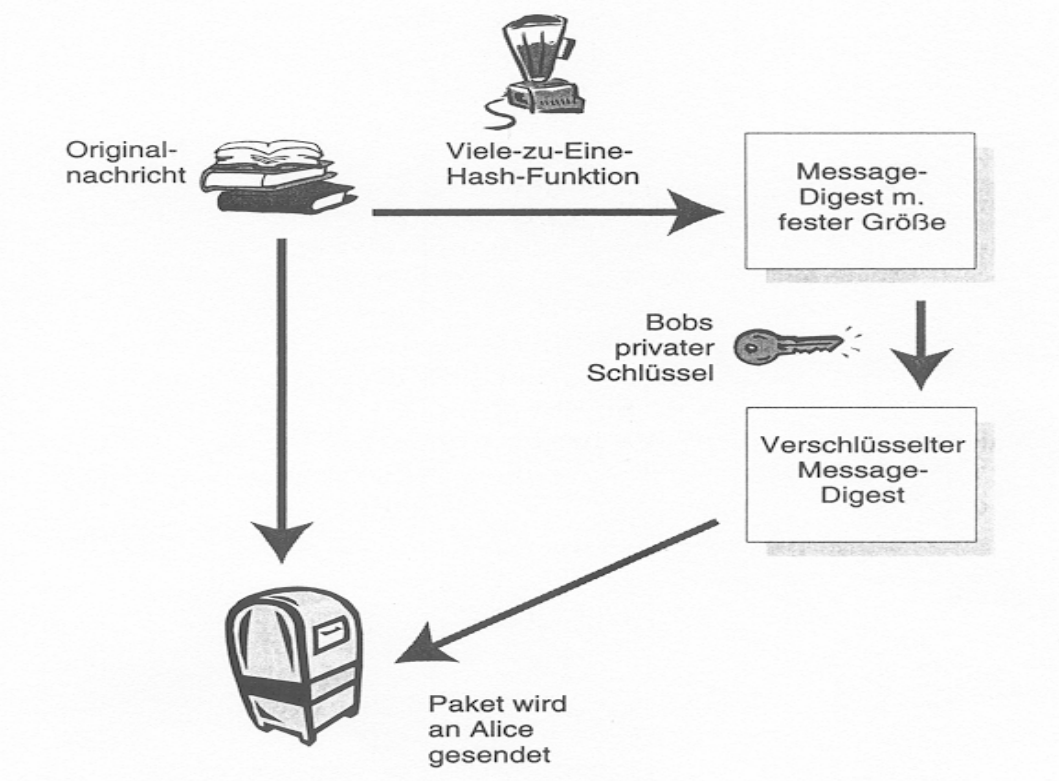 Original-
nachricht
Viele-zu-Eine-
Hash-Funktion
Message-
Digest m.
fester Größe
Bobs
privater
Schlüssel
Verschlüsselter
Message-
Digest
Paket wird
an Alice
gesendet